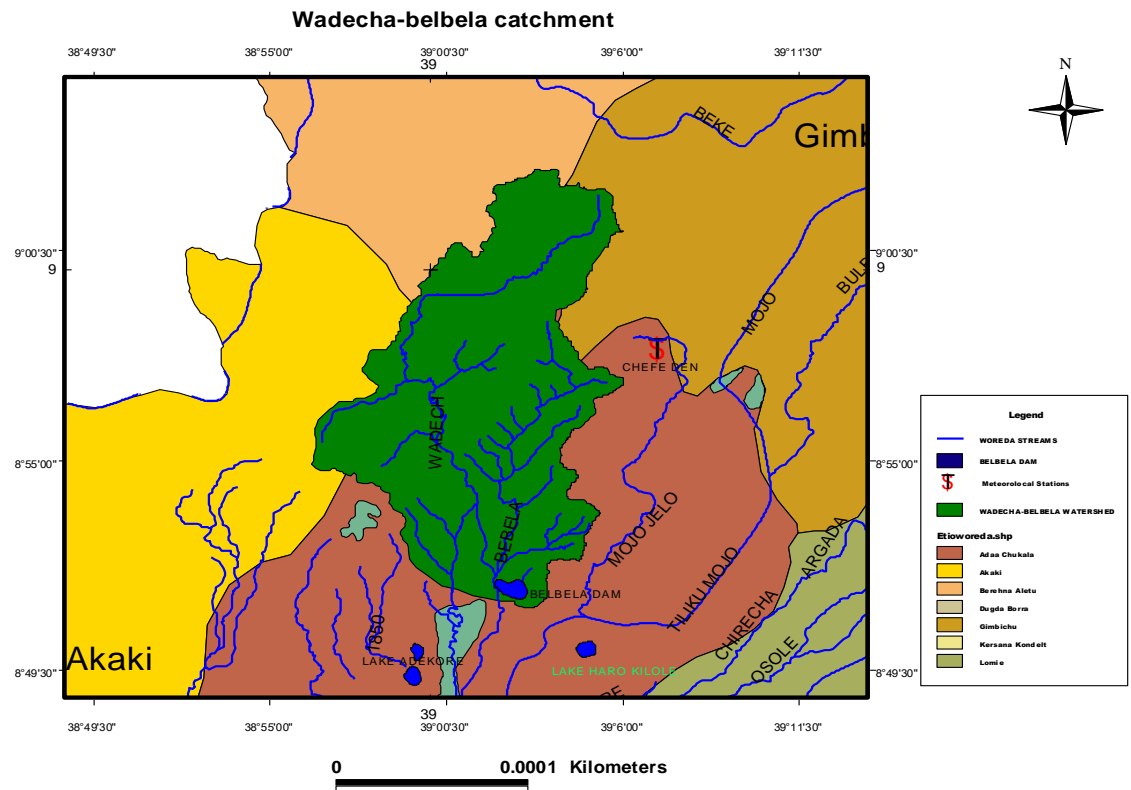 Wadecha-belbela catchment
38°49'30" 38°55'00" 39°00'30" 39°6'00" 39°11'30"
39
N
BEKE
Gimb
9°00'30" 9°00'30"
9 9
BULB
MOJO
CHEFE DEN
WADECH
8°55'00" 8°55'00"
BEBELA
MOJO JELO
ARGADA
BELBELA DAM
TILIKU MOJO
1850
CHIRECHA
Akaki
LAKE ADEKORE
LAKE HARO KILOLE
OSOLE
8°49'30" 8°49'30"
RE
39
38°49'30" 38°55'00" 39°00'30" 39°6'00" 39°11'30"
0 0.0001 Kilometers
Legend
WOREDA STREAMS
BELBELA DAM
Meteorolocal Stations
WADECHA-BELBELA WATERSHED
Etioworeda.shp
Adaa Chukala
Akaki
Berehna Aletu
Dugda Borra
Gimbichu
Kersana Kondelt
Lomie